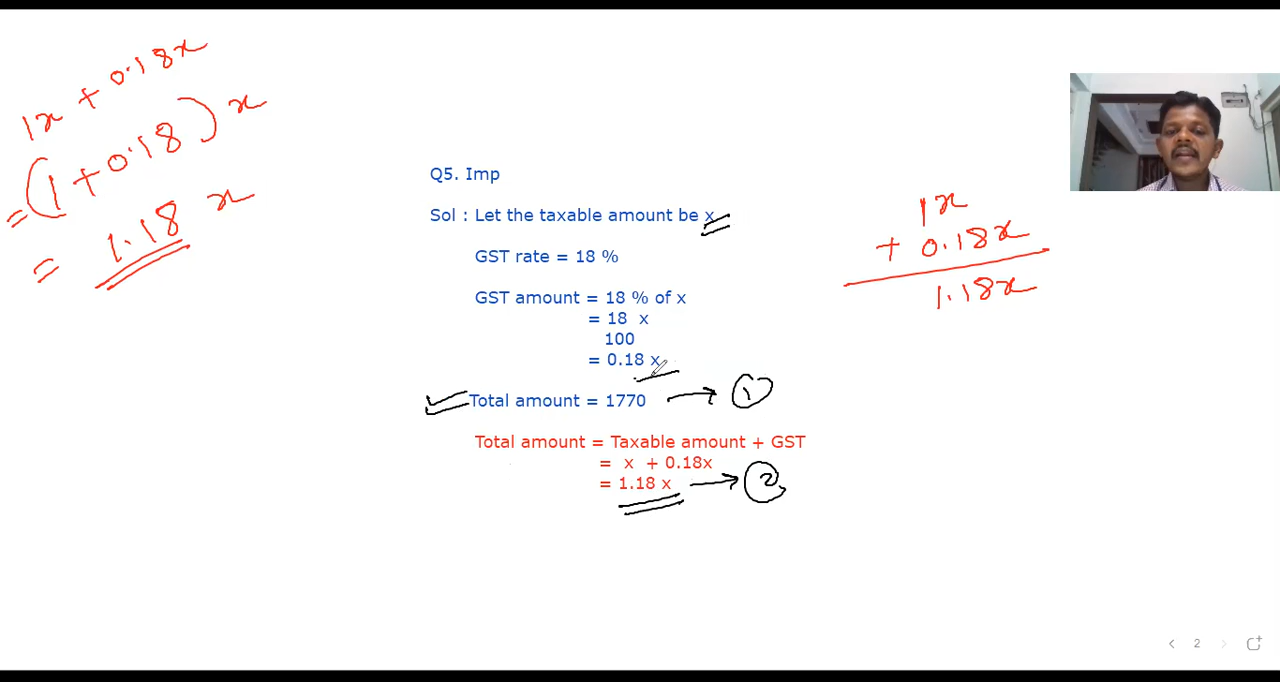 1x + 0.18x
= (1 + 0.18) x
= 1.18 x
Q5. Imp
Sol : Let the taxable amount be x
GST rate = 18 %
GST amount = 18 % of x
= 18 x
100
= 0.18 x
Total amount = 1770 → 1
Total amount = Taxable amount + GST
= x + 0.18x
= 1.18 x → 2
1x
+ 0.18x
1.18x
2